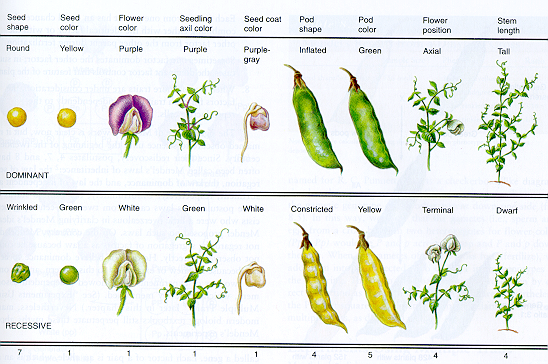 Seed shape
Seed color
Flower color
Seedling axil color
Seed coat color
Pod shape
Pod color
Flower position
Stem length
Round
Yellow
Purple
Purple
Purple-gray
Inflated
Green
Axial
Tall
DOMINANT
Wrinkled
Green
White
Green
White
Constricted
Yellow
Terminal
Dwarf
RECESSIVE
7 1 1 1 1 4 5 4 4